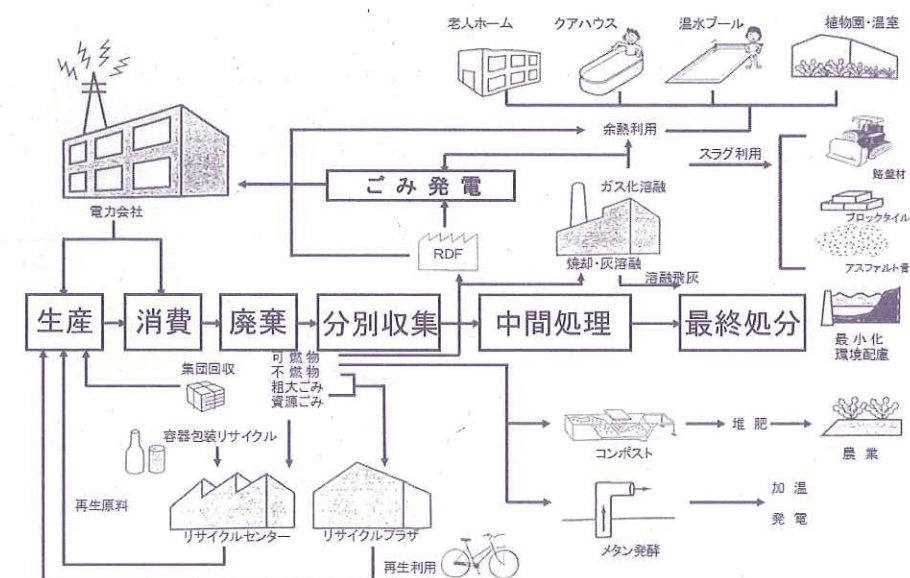 老人ホーム
クアハウス
温水プール
植物園・温室
余熱利用
スラグ利用
路盤材
ごみ発電
ガス化溶融
電力会社
ブロックタイル
RDF
焼却・灰溶融
アスファルト骨
溶融飛灰
生産
消費
廃棄
分別収集
中間処理
最終処分
最小化
環境配慮
可燃物
不燃物
粗大ごみ
資源ごみ
集団回収
容器包装リサイクル
コンポスト
堆肥
農業
再生原料
リサイクルセンター
リサイクルプラザ
加温
発電
メタン発酵
再生利用